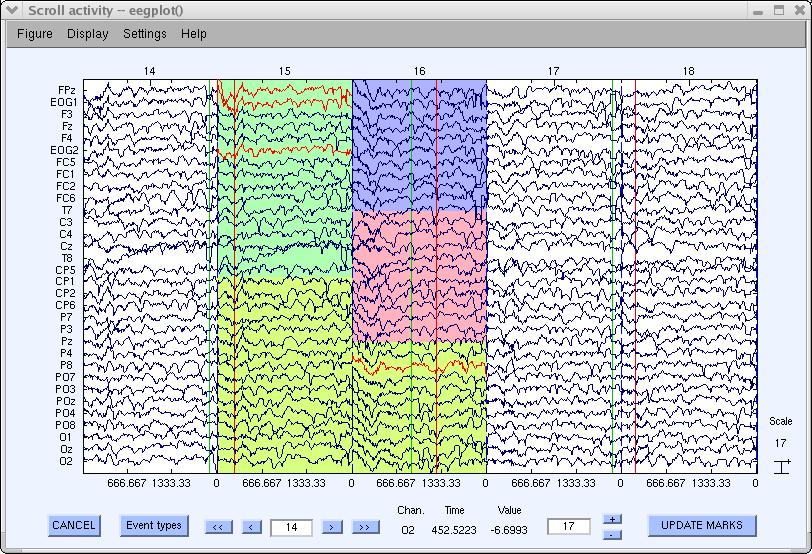 Scroll activity -- eegplot()
Figure Display Settings Help
14 15 16 17 18
FPz
EOG1
F3
Fz
F4
EOG2
FC5
FC1
FC2
FC6
T7
C3
C4
Cz
T8
CP5
CP1
CP2
CP6
P7
P3
Pz
P4
P8
PO7
PO3
POz
PO4
PO8
O1
Oz
O2
Scale
17
666.667 1333.33 0 666.667 1333.33 0 666.667 1333.33 0 666.667 1333.33 0 666.667 1333.33 0
Chan. Time Value
CANCEL Event types << < 14 > >> O2 452.5223 -6.6993 17 + - UPDATE MARKS